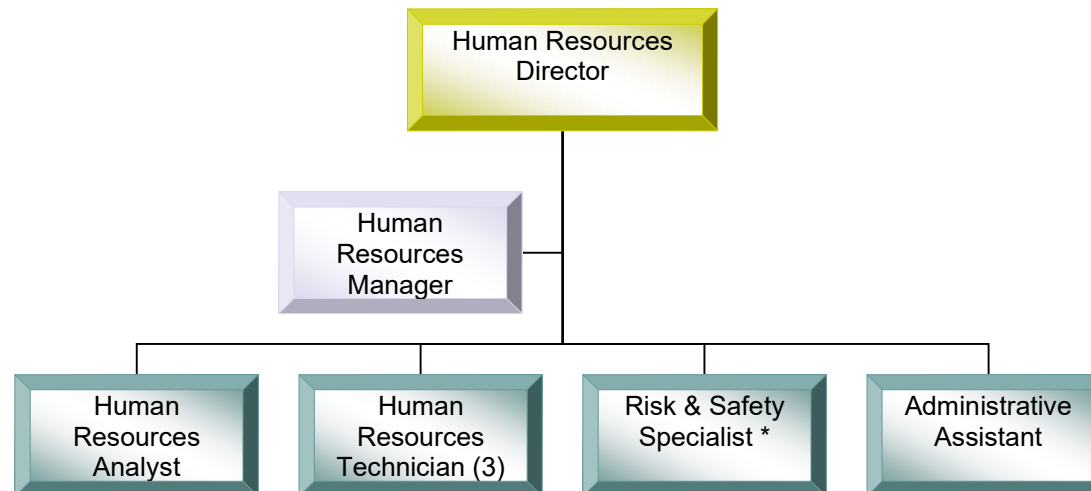 Human Resources
Director
Human
Resources
Manager
Human
Resources
Analyst
Human
Resources
Technician (3)
Risk & Safety
Specialist *
Administrative
Assistant